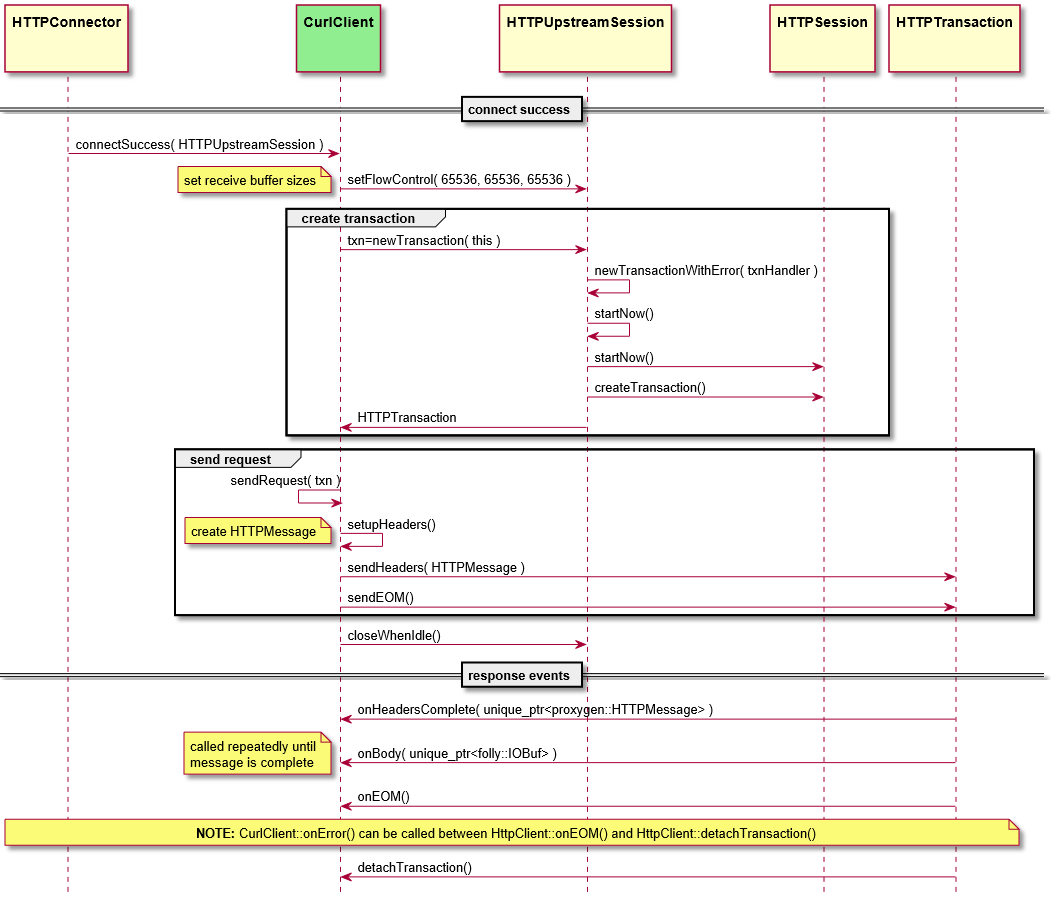 HTTPConnector
CurlClient
HTTPUpstreamSession
HTTPSession
HTTPTransaction
connect success
connectSuccess( HTTPUpstreamSession )
set receive buffer sizes
setFlowControl( 65536, 65536, 65536 )
create transaction
txn=newTransaction( this )
newTransactionWithError( txnHandler )
startNow()
startNow()
createTransaction()
HTTPTransaction
send request
sendRequest( txn )
create HTTPMessage
setupHeaders()
sendHeaders( HTTPMessage )
sendEOM()
closeWhenIdle()
response events
onHeadersComplete( unique_ptr<proxygen::HTTPMessage> )
called repeatedly until
message is complete
onBody( unique_ptr<folly::IOBuf> )
onEOM()
NOTE: CurlClient::onError() can be called between HttpClient::onEOM() and HttpClient::detachTransaction()
detachTransaction()